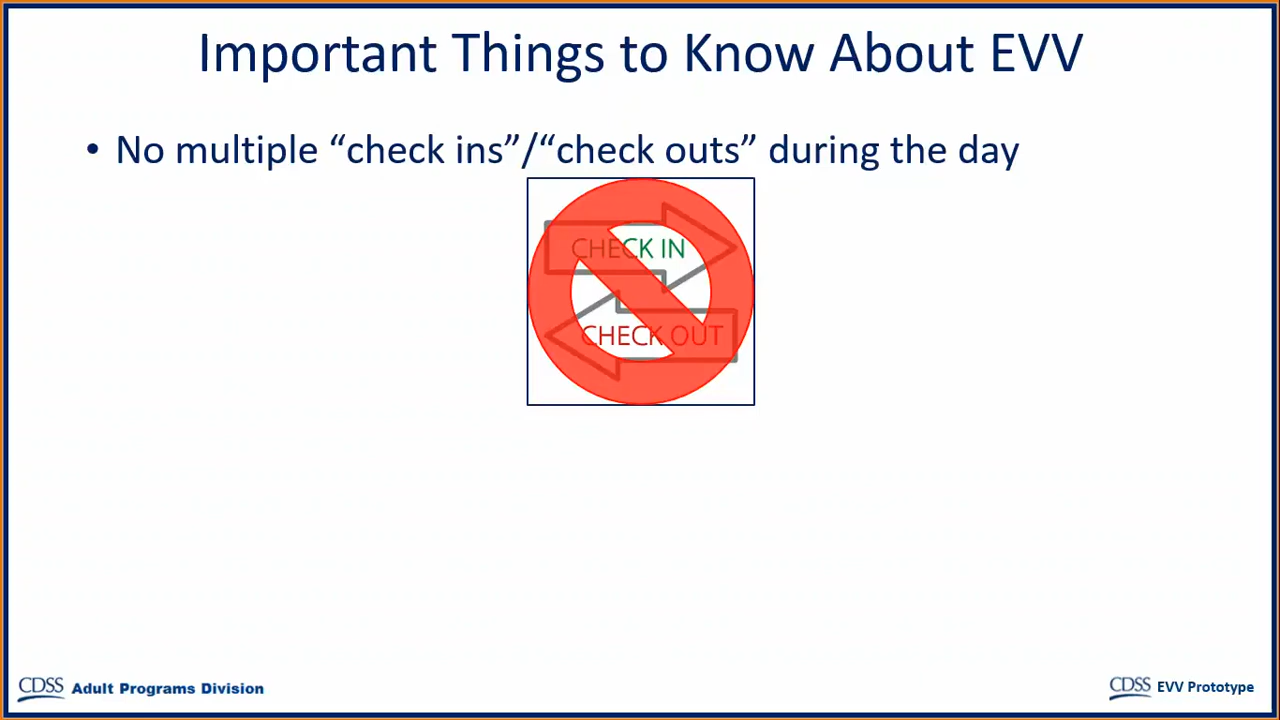 Important Things to Know About EVV
• No multiple “check ins”/“check outs” during the day
CHECK IN
CHECK OUT
CDSS Adult Programs Division
CDSS EVV Prototype